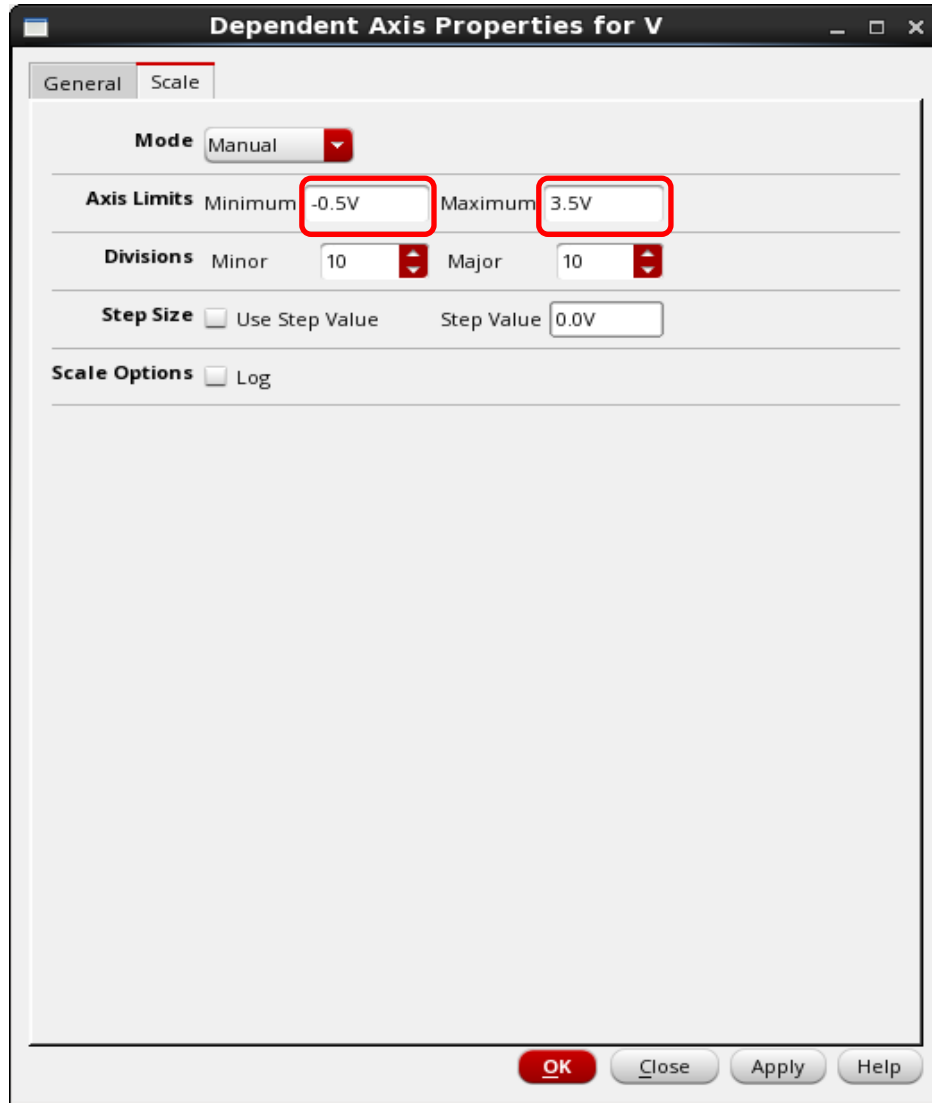 Dependent Axis Properties for V
General Scale
Mode Manual
Axis Limits Minimum -0.5V Maximum 3.5V
Divisions Minor 10 Major 10
Step Size Use Step Value Step Value 0.0V
Scale Options Log
OK Close Apply Help